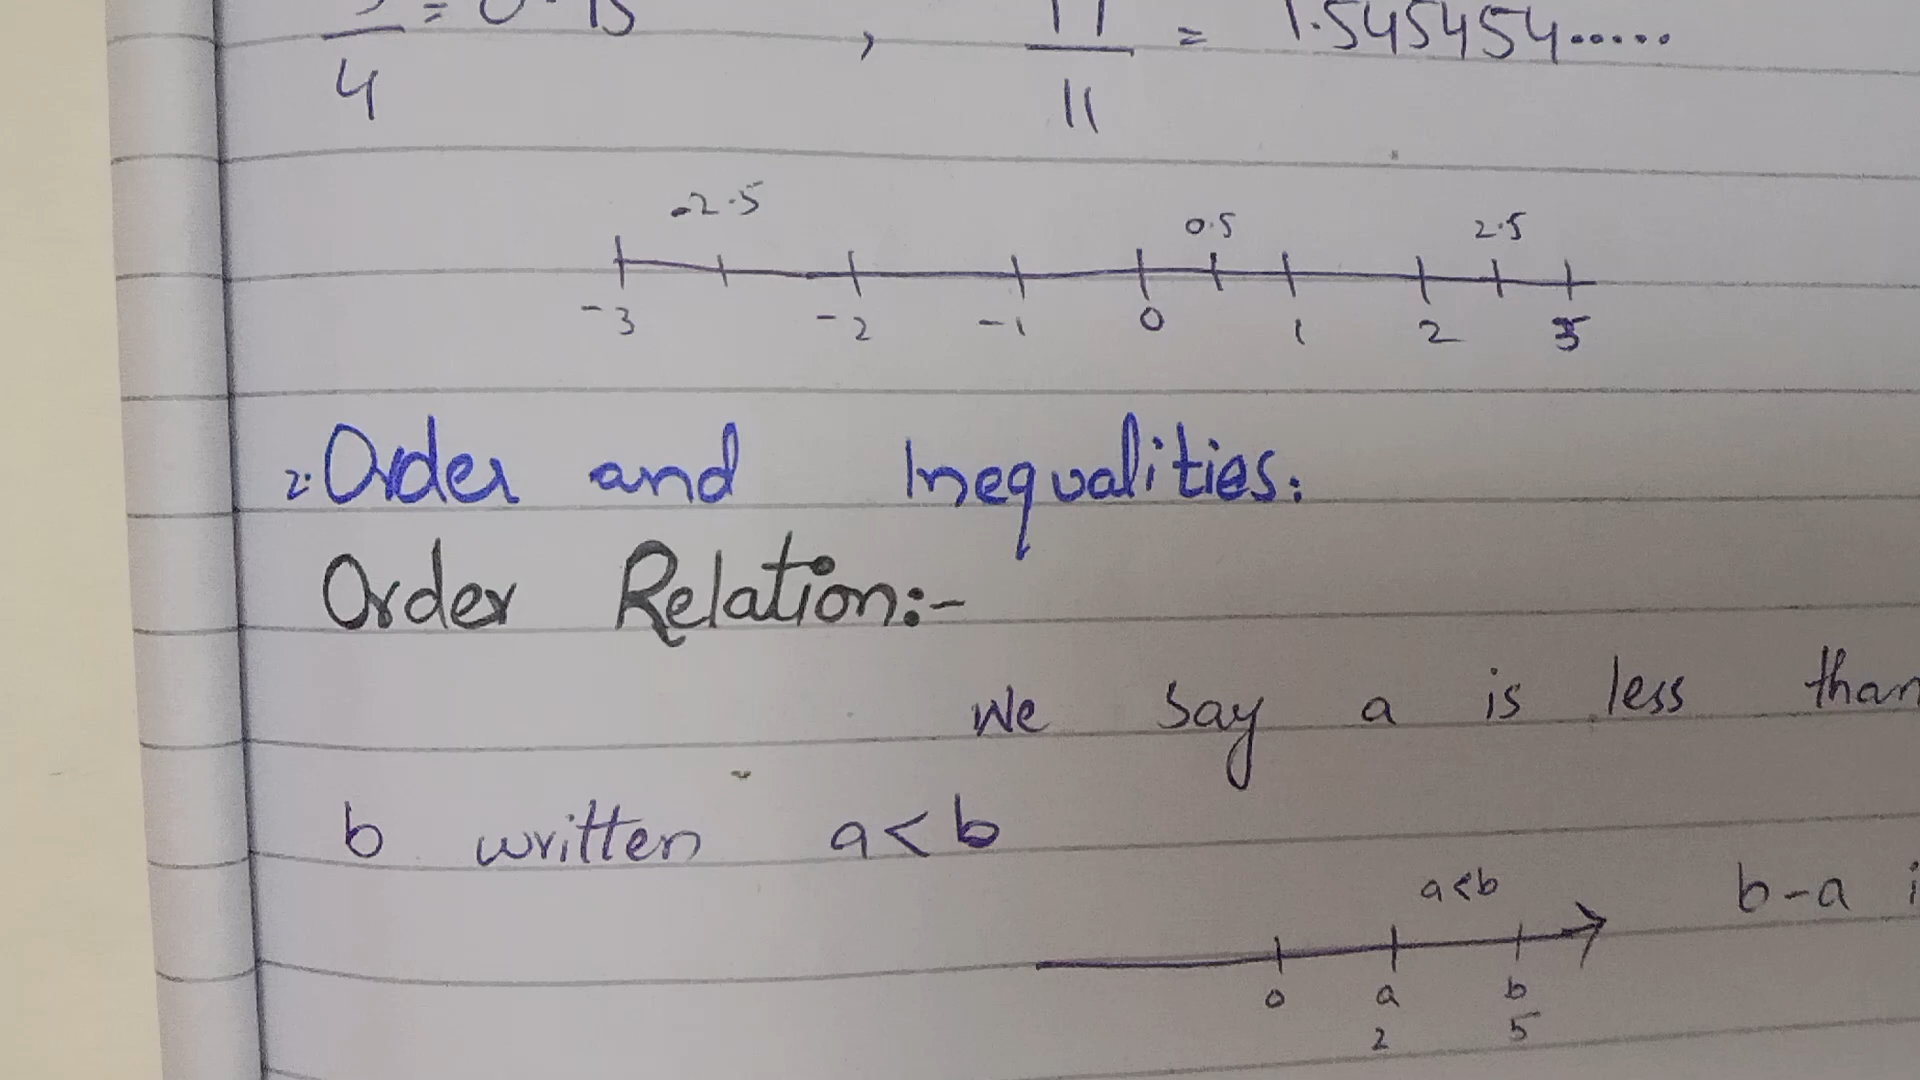 4 , 11 = 1.545454.....
-2.5 0.5 2.5
-3 -2 -1 0 1 2 3
2. Order and Inequalities.
Order Relation:-
We say a is less than
b written a<b
a<b b-a
0 a b
2 5